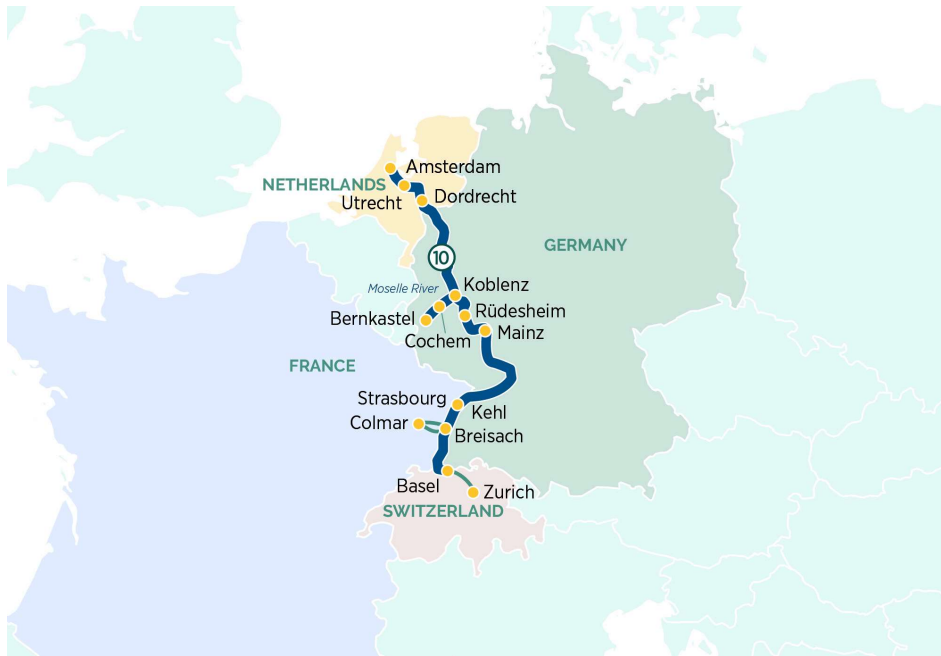 Amsterdam
NETHERLANDS
Utrecht
Dordrecht
GERMANY
10
Moselle River
Koblenz
Rüdesheim
Bernkastel
Mainz
Cochem
FRANCE
Strasbourg
Kehl
Colmar
Breisach
Basel
Zurich
SWITZERLAND